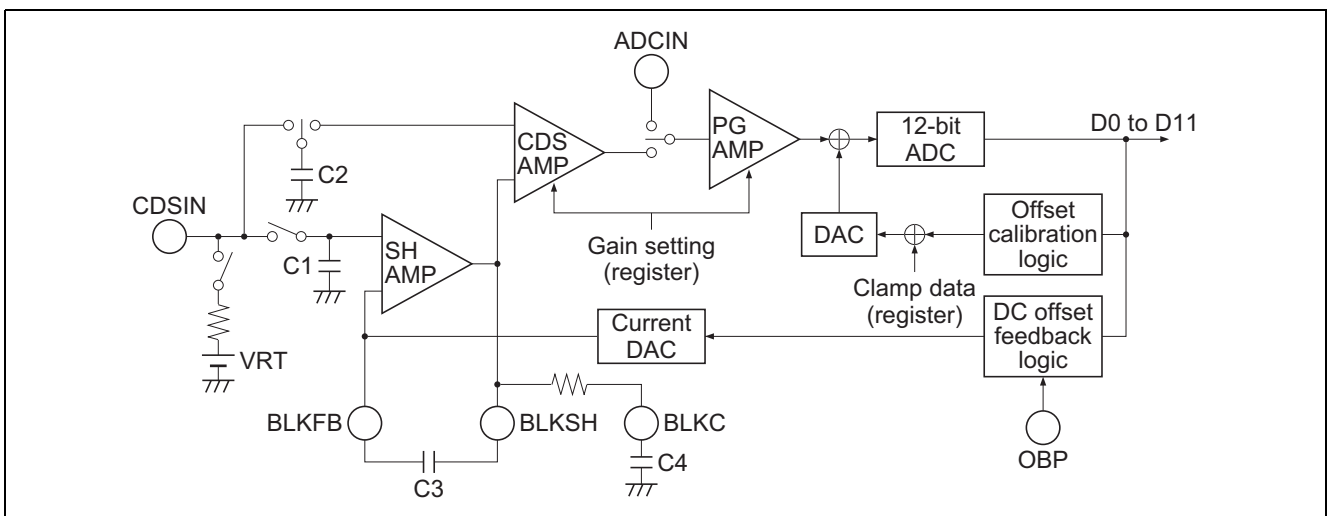 ADCIN
CDS
AMP
PG
AMP
12-bit
ADC
D0 to D11
C2
CDSIN
C1
SH
AMP
Gain setting
(register)
DAC
Offset
calibration
logic
Clamp data
(register)
VRT
Current
DAC
DC offset
feedback
logic
BLKFB
BLKSH
BLKC
C3
C4
OBP